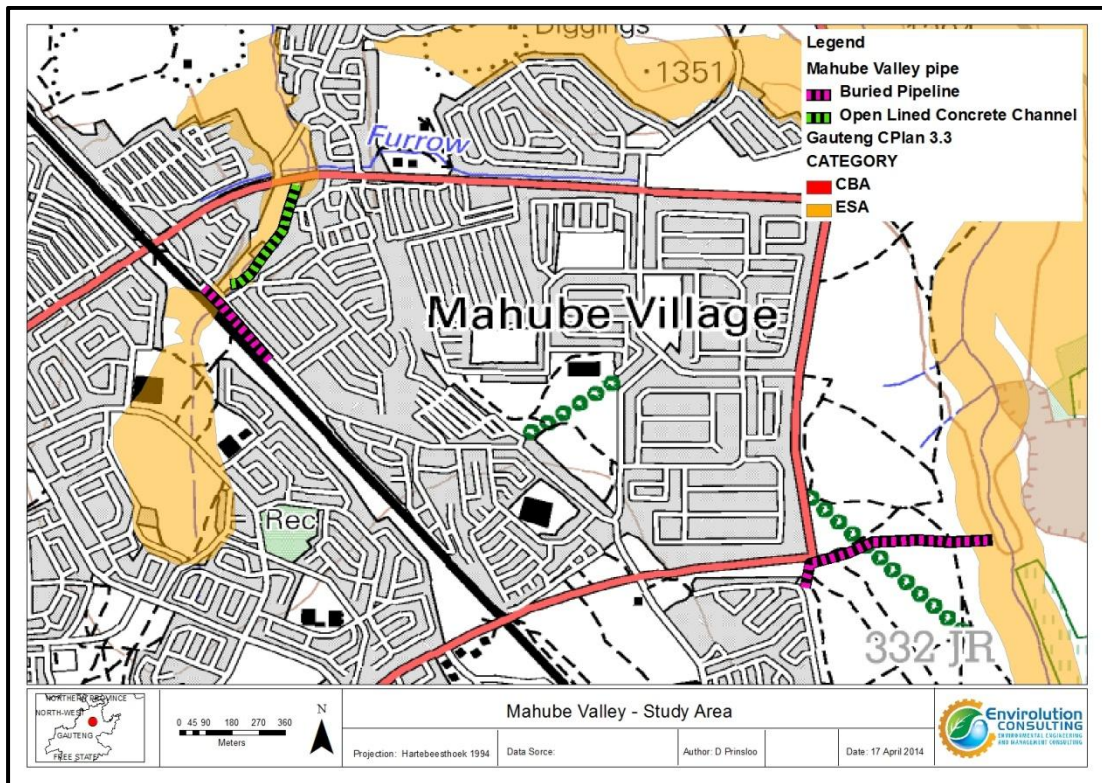 Diggings
1351
Furrow
Mahube Village
Rec
332 JR
Legend
Mahube Valley pipe
Buried Pipeline
Open Lined Concrete Channel
Gauteng CPlan 3.3
CATEGORY
CBA
ESA
NORTHERN PROVINCE
NORTH-WEST
GAUTENG
FREE STATE
0 45 90 180 270 360
Meters
N
Mahube Valley - Study Area
Projection: Hartebeesthoek 1994
Data Sorce:
Author: D Prinsloo
Date: 17 April 2014
Envirolution
CONSULTING
ENVIRONMENTAL ENGINEERING
AND MANAGEMENT CONSULTING